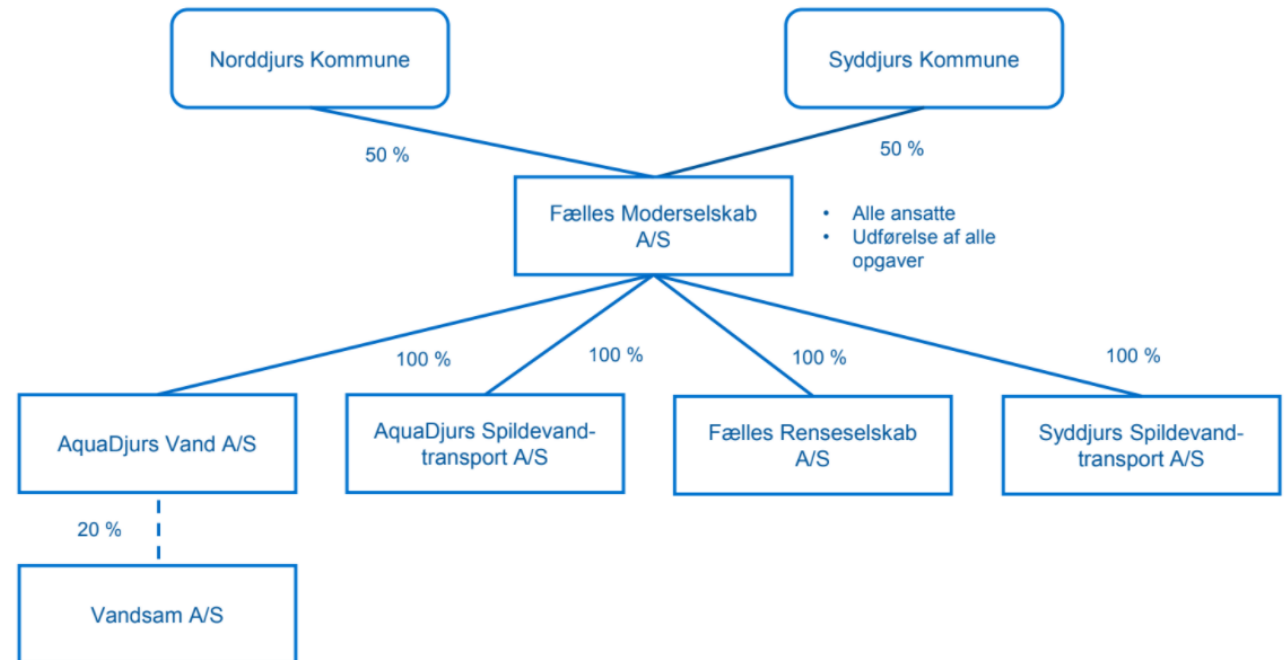 Norddjurs Kommune
Syddjurs Kommune
50 %
50 %
Fælles Moderselskab
A/S
• Alle ansatte
• Udførelse af alle
opgaver
100 %
100 %
100 %
100 %
AquaDjurs Vand A/S
AquaDjurs Spildevand-
transport A/S
Fælles Renseselskab
A/S
Syddjurs Spildevand-
transport A/S
20 %
Vandsam A/S